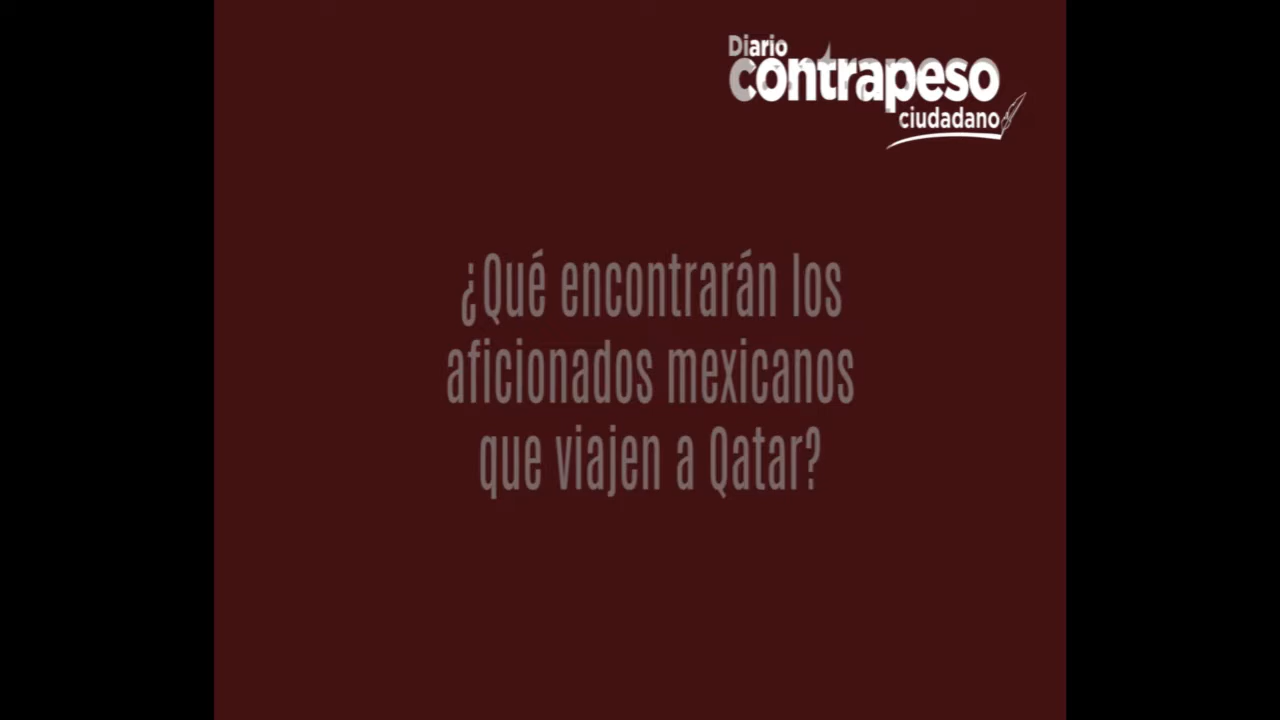 Diario
contrapeso
ciudadano
¿Qué encontrarán los
aficionados mexicanos
que viajen a Qatar?